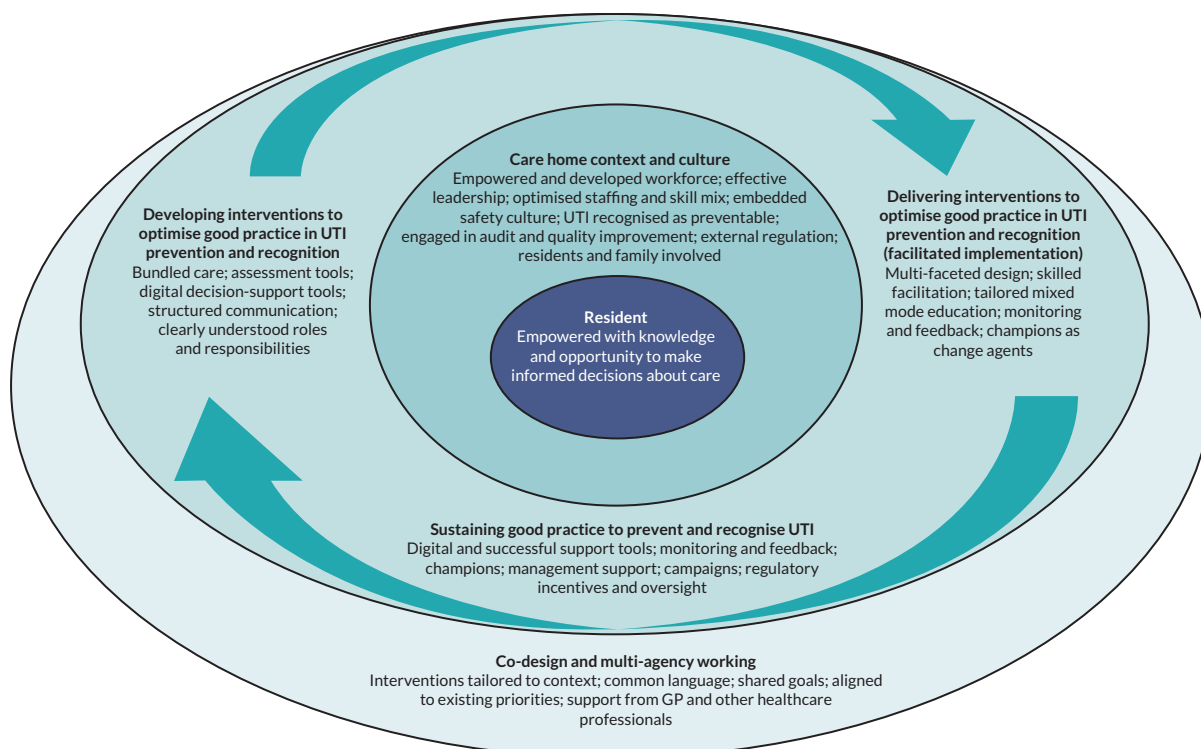 Care home context and culture
Empowered and developed workforce; effective
leadership; optimised staffing and skill mix; embedded
safety culture; UTI recognised as preventable;
engaged in audit and quality improvement; external regulation;
residents and family involved
Developing interventions to
optimise good practice in UTI
prevention and recognition
Bundled care; assessment tools;
digital decision-support tools;
structured communication;
clearly understood roles
and responsibilities
Delivering interventions to
optimise good practice in UTI
prevention and recognition
(facilitated implementation)
Multi-faceted design; skilled
facilitation; tailored mixed
mode education; monitoring
and feedback; champions as
change agents
Resident
Empowered with knowledge
and opportunity to make
informed decisions about care
Sustaining good practice to prevent and recognise UTI
Digital and successful support tools; monitoring and feedback;
champions; management support; campaigns; regulatory
incentives and oversight
Co-design and multi-agency working
Interventions tailored to context; common language; shared goals; aligned
to existing priorities; support from GP and other healthcare
professionals